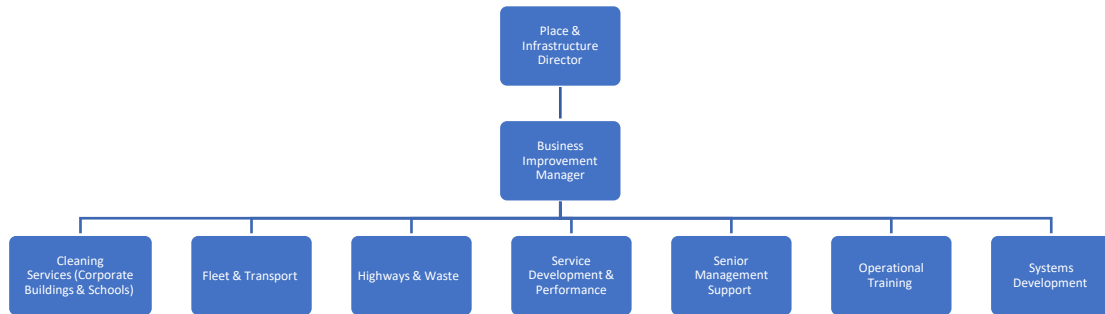 Place &
Infrastructure
Director
Business
Improvement
Manager
Cleaning
Services (Corporate
Buildings & Schools)
Fleet & Transport
Highways & Waste
Service
Development &
Performance
Senior
Management
Support
Operational
Training
Systems
Development